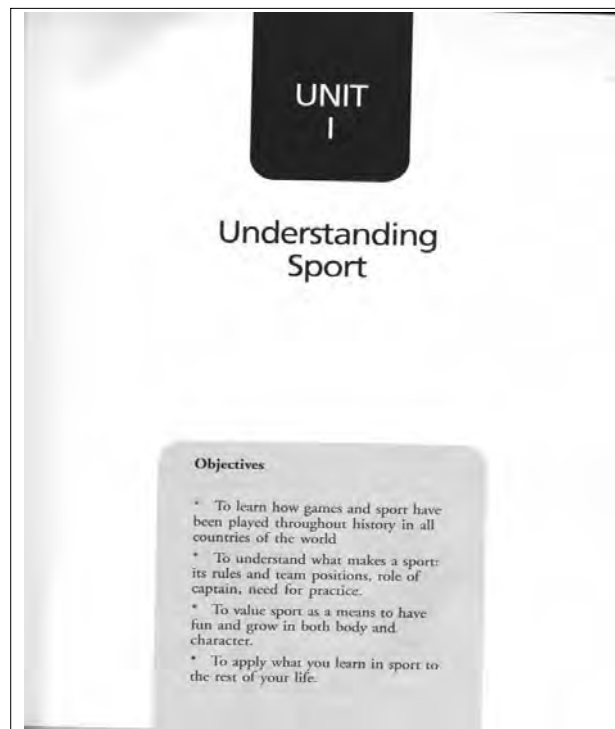 UNIT
I
Understanding
Sport
Objectives
* To learn how games and sport have
been played throughout history in all
countries of the world
* To understand what makes a sport:
its rules and team positions, role of
captain, need for practice.
* To value sport as a means to have
fun and grow in both body and
character.
* To apply what you learn in sport to
the rest of your life.